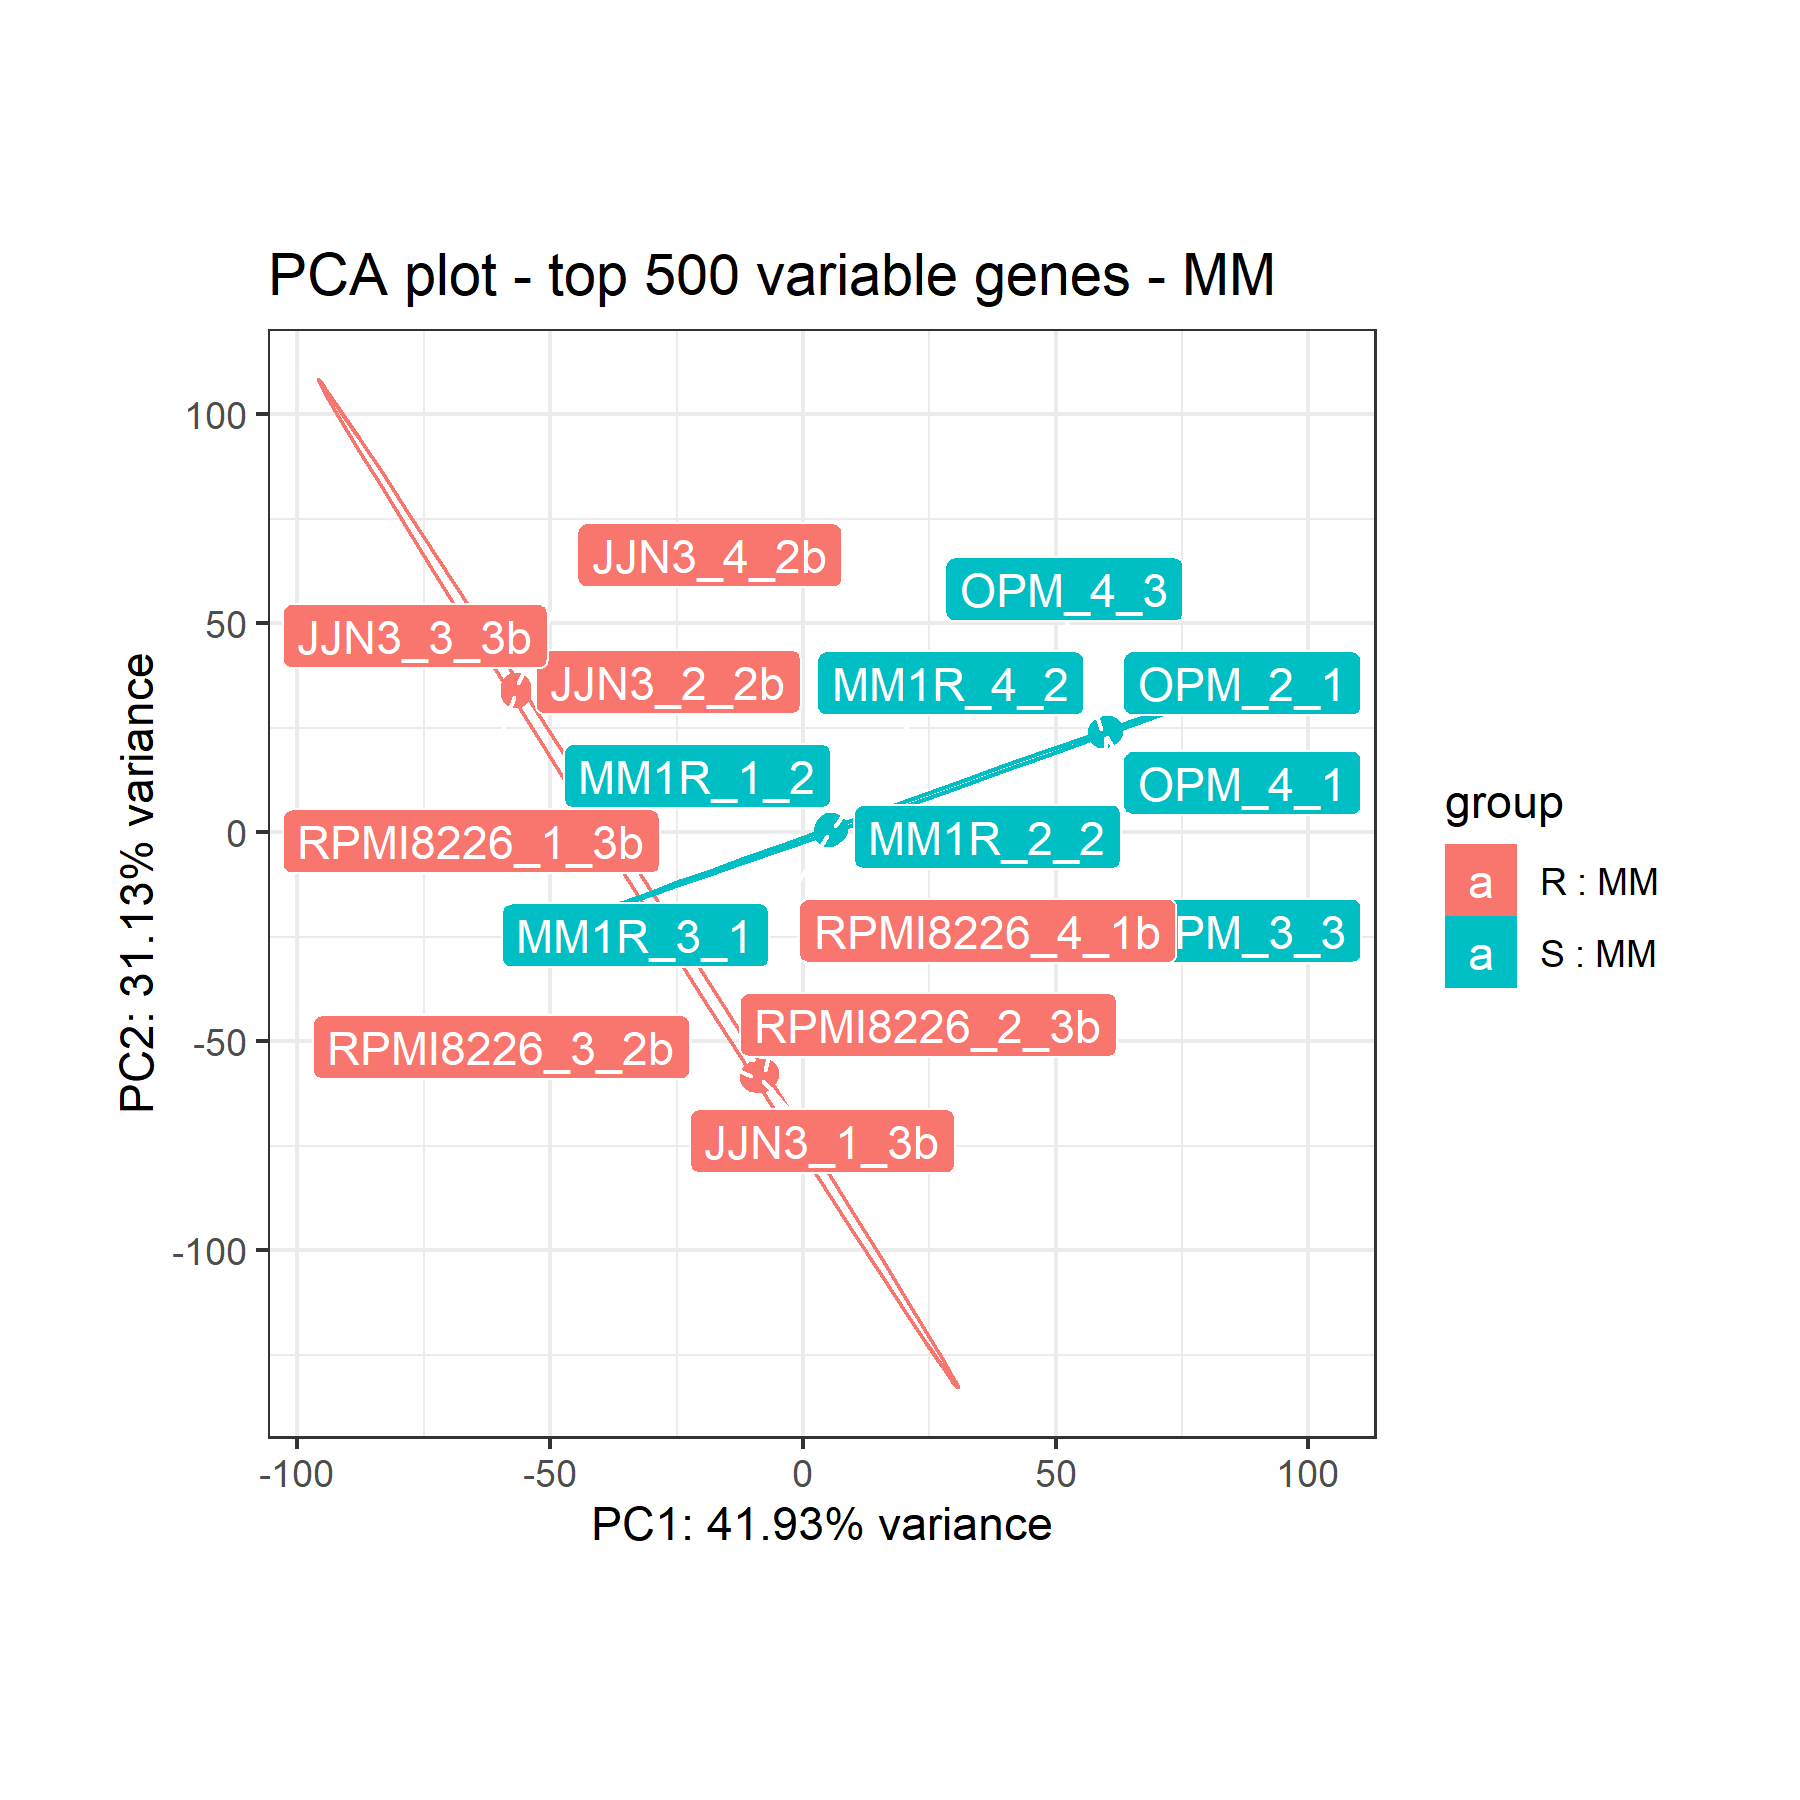 PCA plot - top 500 variable genes - MM
100
50
0
-50
-100
PC2: 31.13% variance
JJN3_4_2b
OPM_4_3
JJN3_3_3b
JJN3_2_2b
MM1R_4_2
OPM_2_1
MM1R_1_2
OPM_4_1
RPMI8226_1_3b
MM1R_2_2
MM1R_3_1
RPMI8226_4_1b
PM_3_3
RPMI8226_2_3b
RPMI8226_3_2b
JJN3_1_3b
-100
-50
0
50
100
PC1: 41.93% variance
group
a R : MM
a S : MM